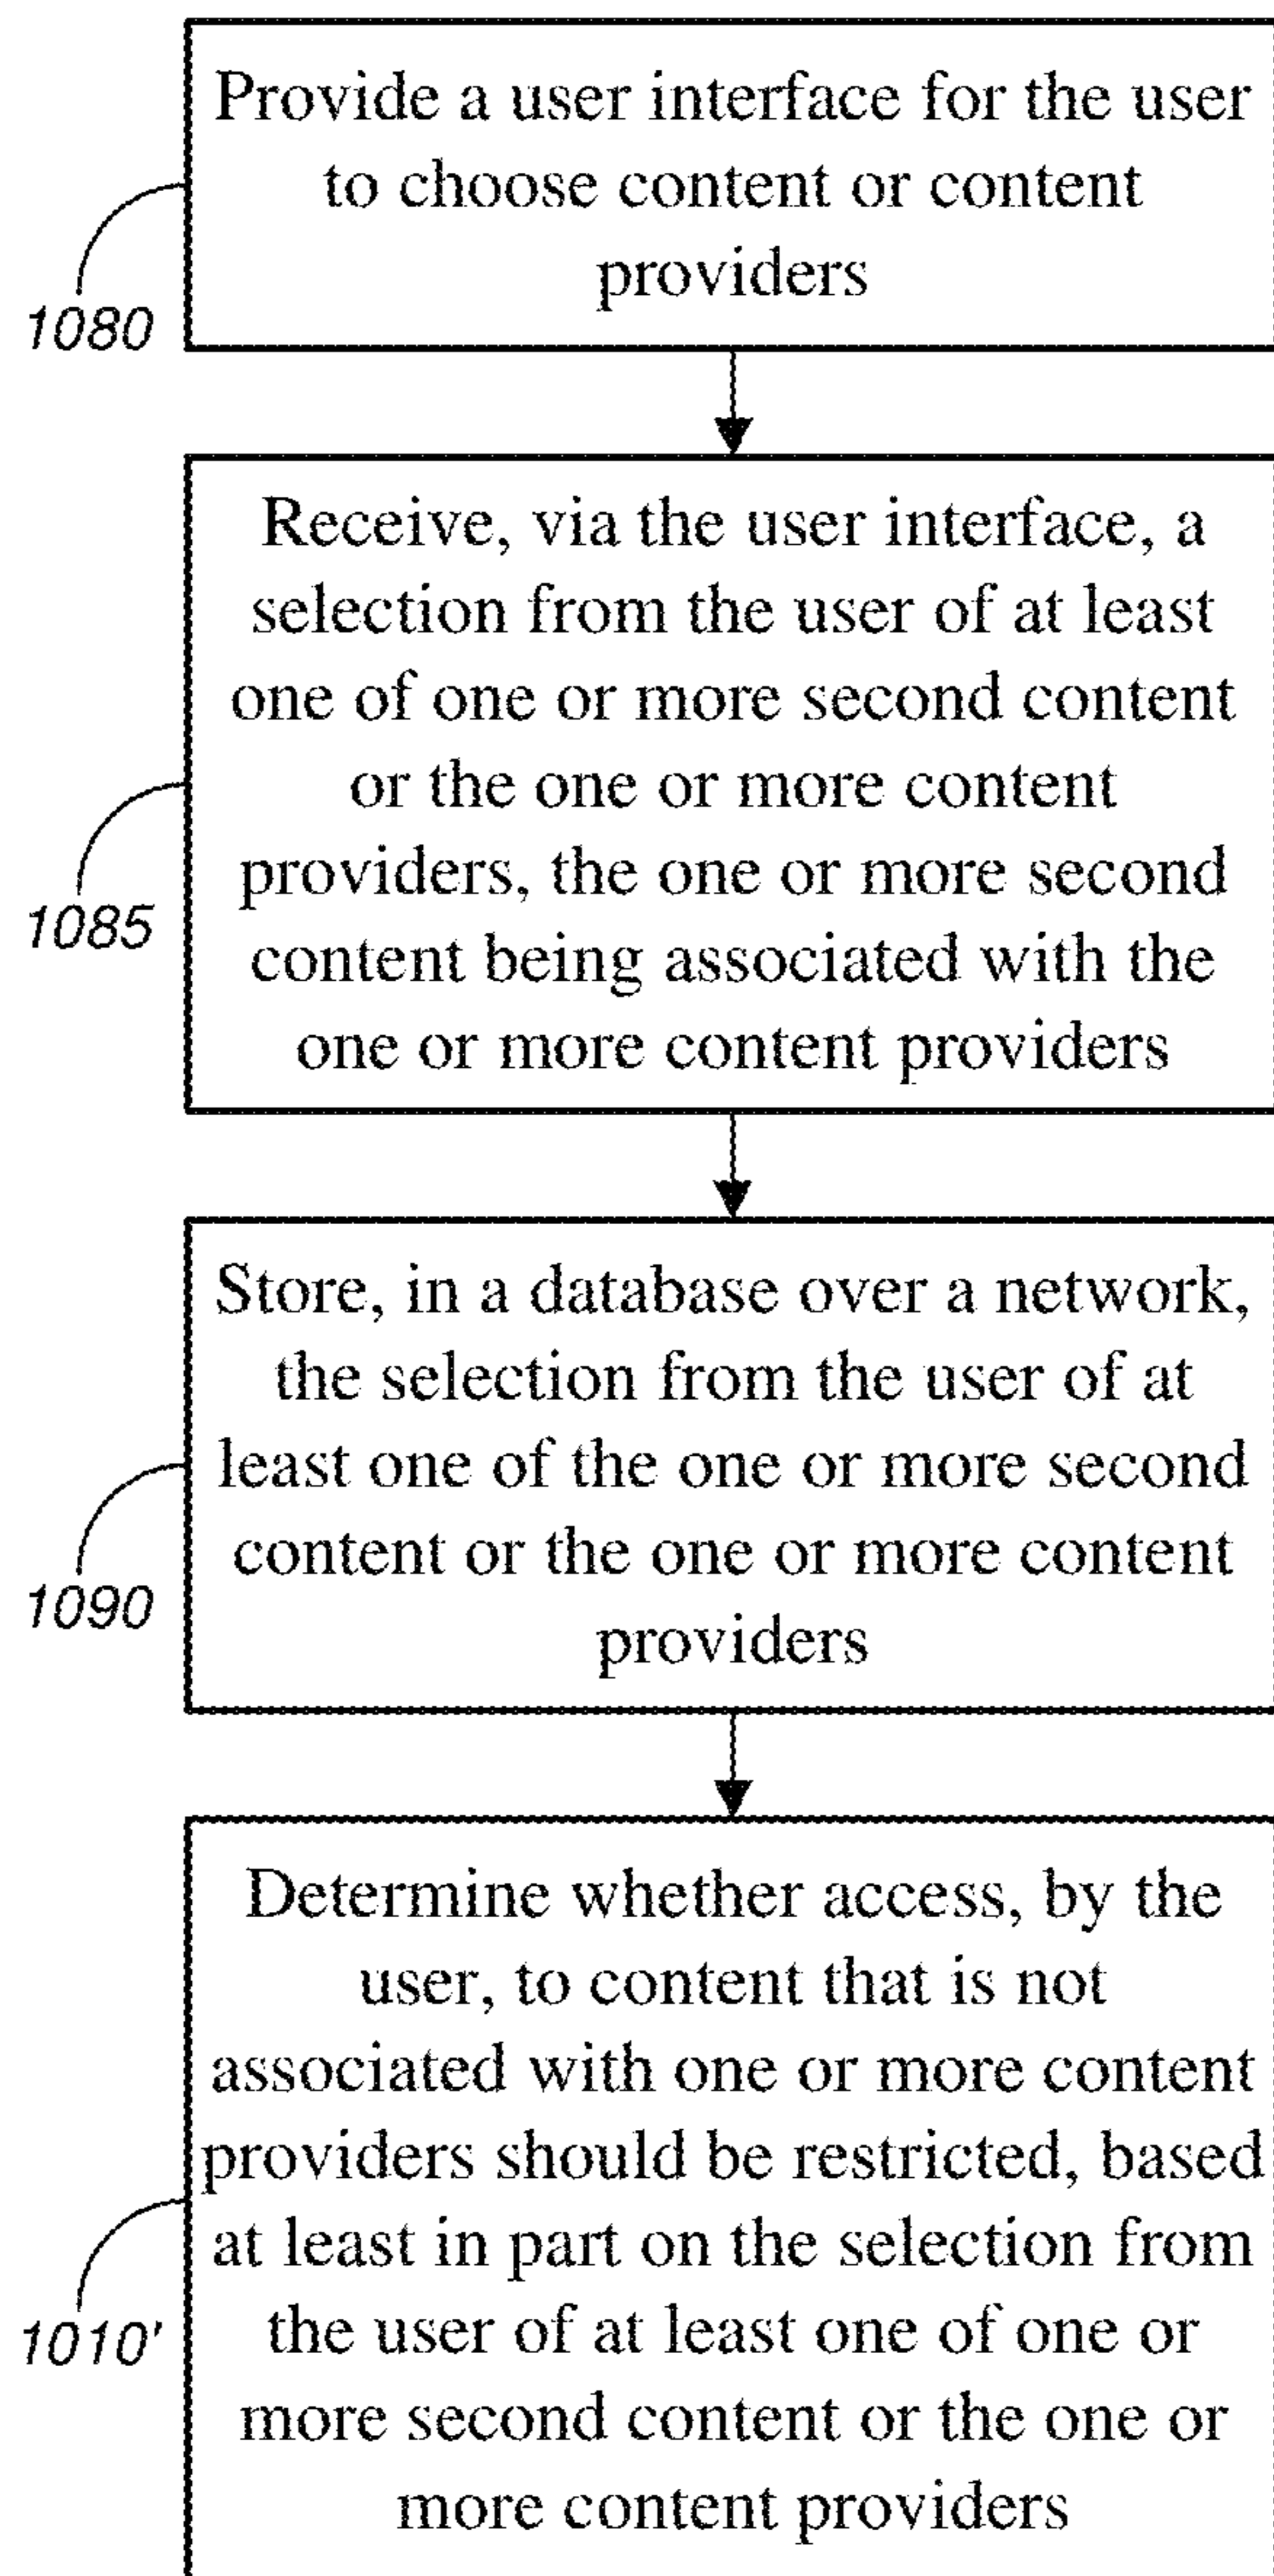 Provide a user interface for the user
to choose content or content
providers
1080
Receive, via the user interface, a
selection from the user of at least
one of one or more second content
or the one or more content
providers, the one or more second
content being associated with the
one or more content providers
1085
Store, in a database over a network,
the selection from the user of at
least one of the one or more second
content or the one or more content
providers
1090
Determine whether access, by the
user, to content that is not
associated with one or more content
providers should be restricted, based
at least in part on the selection from
the user of at least one of one or
more second content or the one or
more content providers
1010'